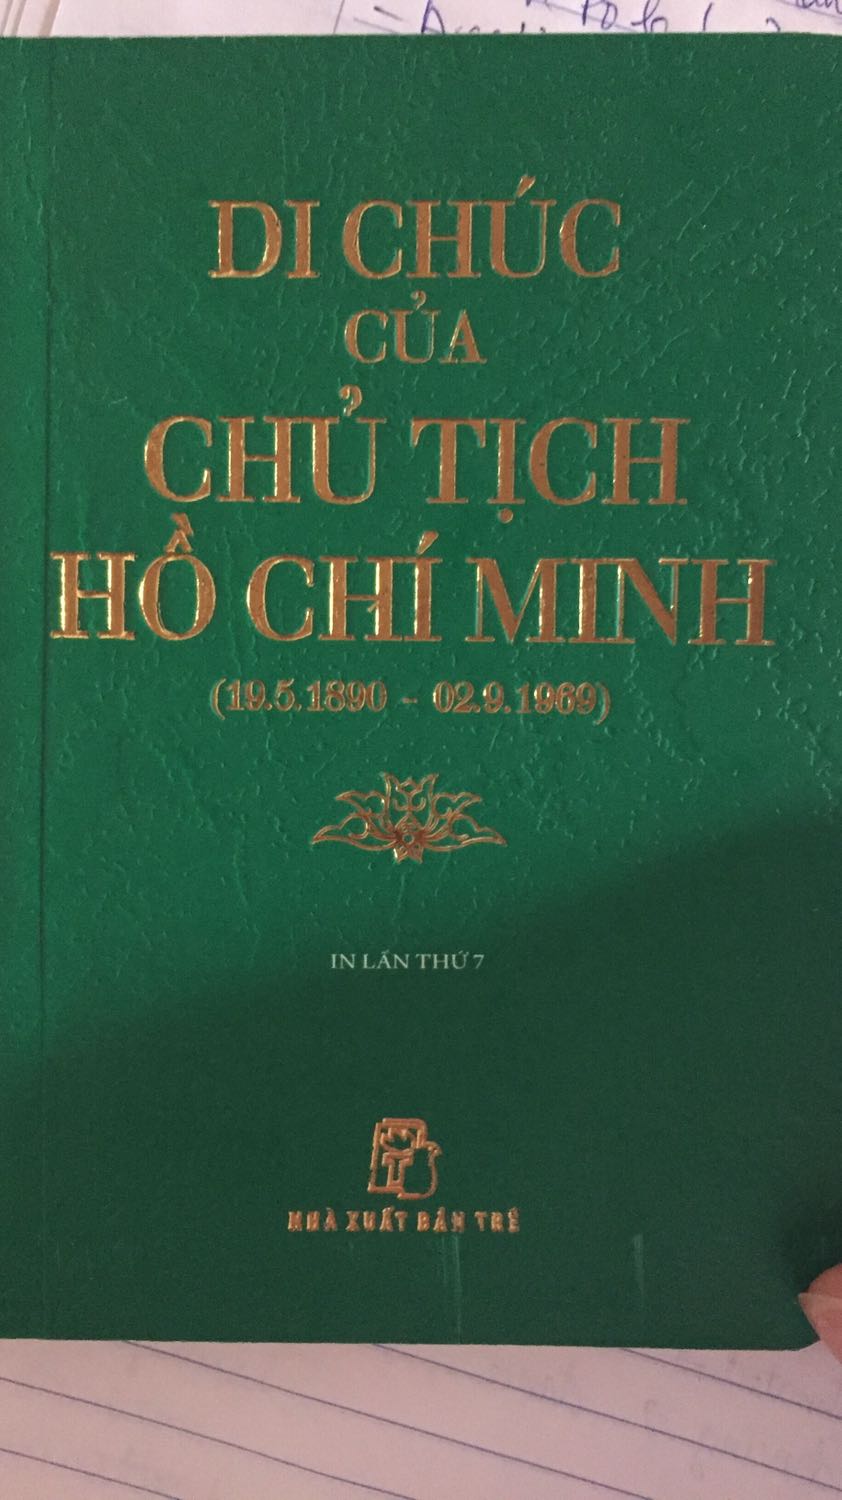 DI CHÚC
CỦA
CHỦ TỊCH
HỒ CHÍ MINH
(19.5.1890 - 02.9.1969)
IN LẦN THỨ 7
NHÀ XUẤT BẢN TRẺ